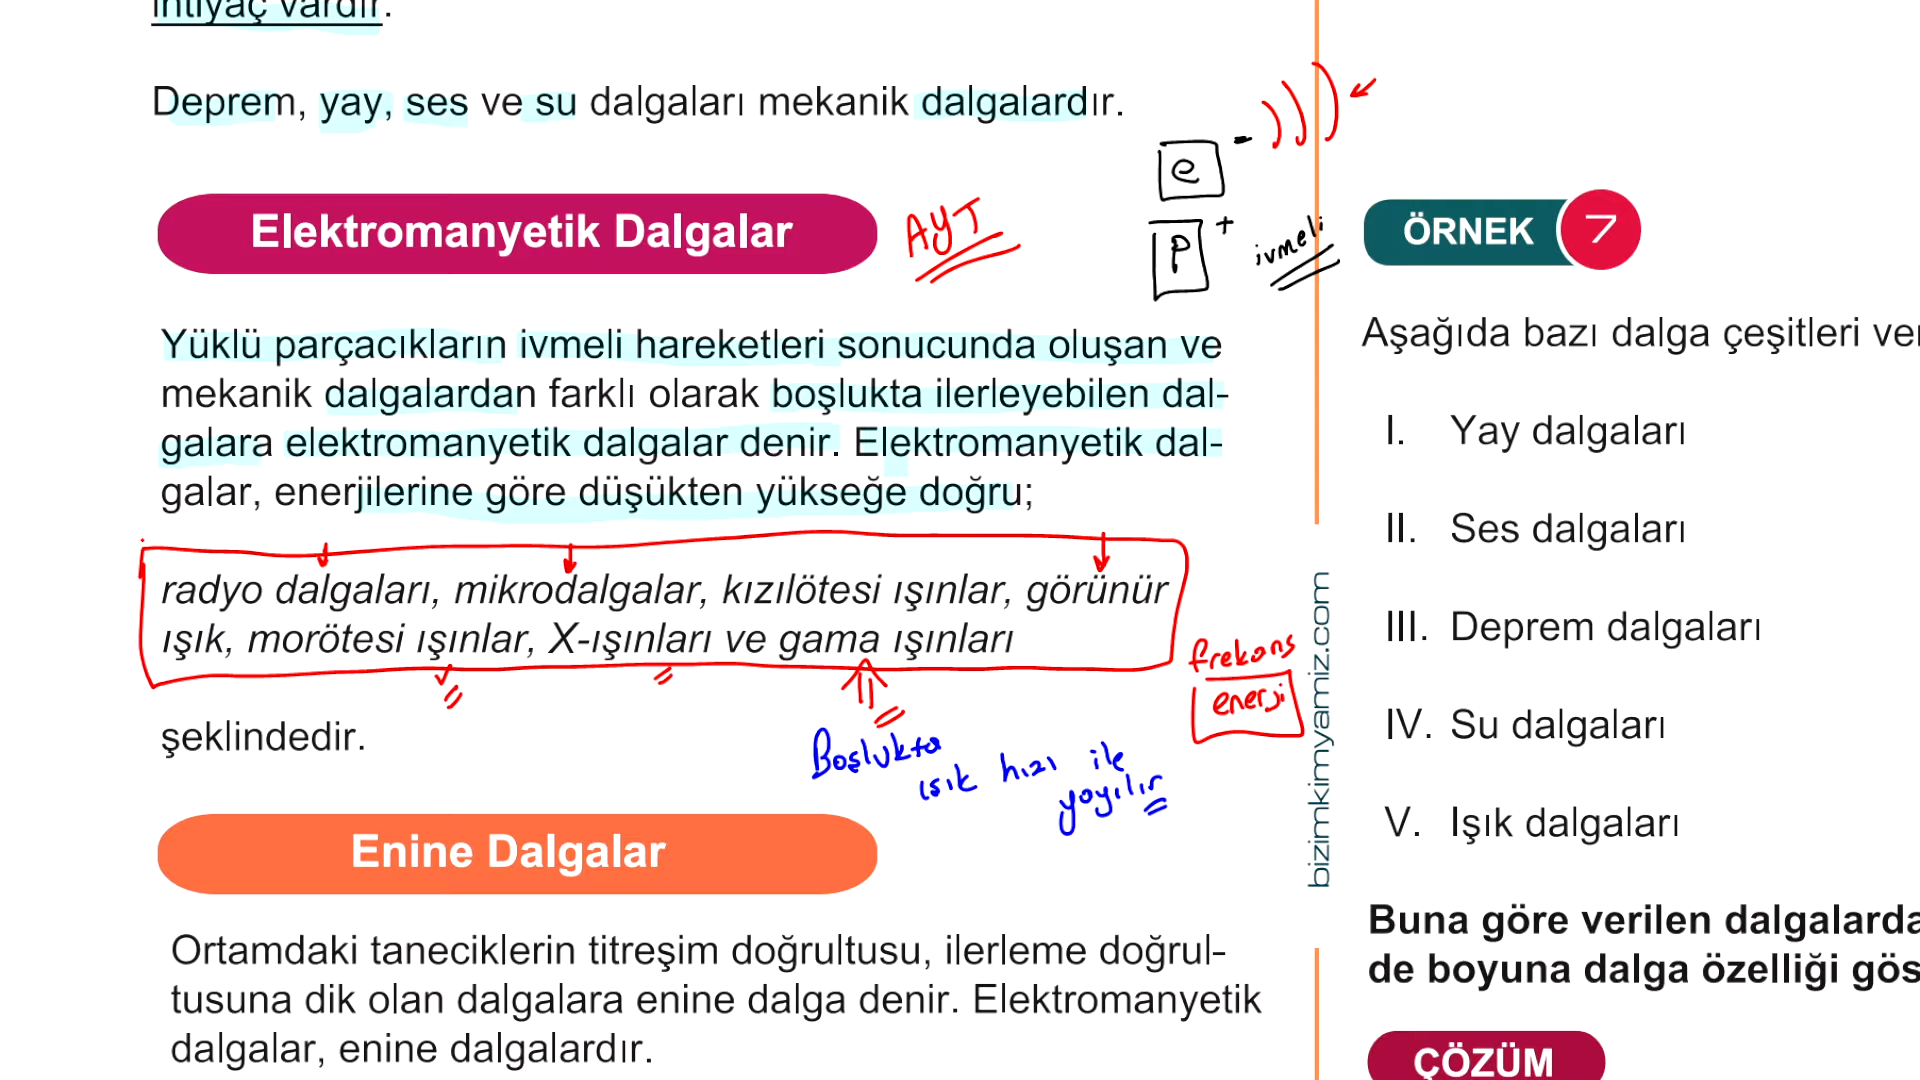 ihtiyaç vardır.
Deprem, yay, ses ve su dalgaları mekanik dalgalardır.
e -
p +
ivmeli
Elektromanyetik Dalgalar
AYT
Yüklü parçacıkların ivmeli hareketleri sonucunda oluşan ve
mekanik dalgalardan farklı olarak boşlukta ilerleyebilen dal-
galara elektromanyetik dalgalar denir. Elektromanyetik dal-
galar, enerjilerine göre düşükten yükseğe doğru;
radyo dalgaları, mikrodalgalar, kızılötesi ışınlar, görünür
ışık, morötesi ışınlar, X-ışınları ve gama ışınları
frekans
enerji
şeklindedir.
Boşlukta
ışık hızı ile
yayılır
Enine Dalgalar
Ortamdaki taneciklerin titreşim doğrultusu, ilerleme doğrul-
tusuna dik olan dalgalara enine dalga denir. Elektromanyetik
dalgalar, enine dalgalardır.
bizimkimyamiz.com
ÖRNEK 7
Aşağıda bazı dalga çeşitleri ver
I. Yay dalgaları
II. Ses dalgaları
III. Deprem dalgaları
IV. Su dalgaları
V. Işık dalgaları
Buna göre verilen dalgalarda
de boyuna dalga özelliği gös
ÇÖZÜM